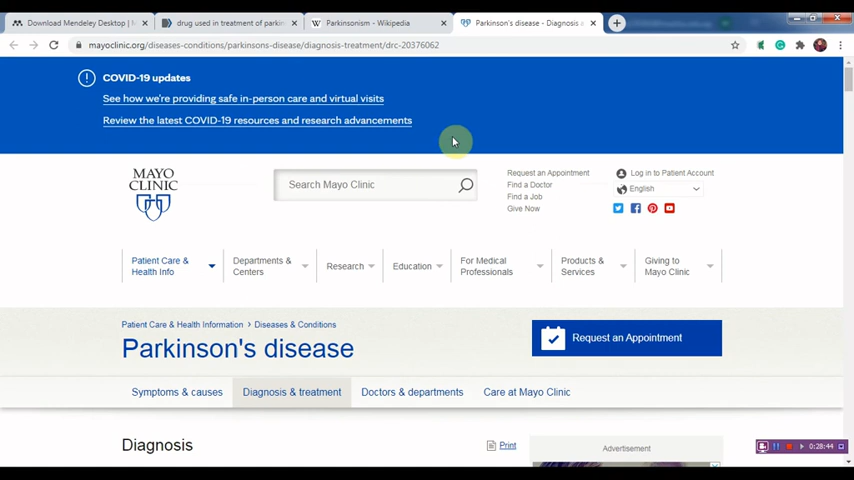 Download Mendeley Desktop | M
drug used in treatment of parkin
Parkinsonism - Wikipedia
Parkinson's disease - Diagnosis a
mayoclinic.org/diseases-conditions/parkinsons-disease/diagnosis-treatment/drc-20376062
COVID-19 updates
See how we're providing safe in-person care and virtual visits
Review the latest COVID-19 resources and research advancements
MAYO
CLINIC
Search Mayo Clinic
Request an Appointment
Find a Doctor
Find a Job
Give Now
Log in to Patient Account
English
Patient Care &
Health Info
Departments &
Centers
Research
Education
For Medical
Professionals
Products &
Services
Giving to
Mayo Clinic
Patient Care & Health Information > Diseases & Conditions
Parkinson's disease
Request an Appointment
Symptoms & causes
Diagnosis & treatment
Doctors & departments
Care at Mayo Clinic
Diagnosis
Print
Advertisement
0:28:44